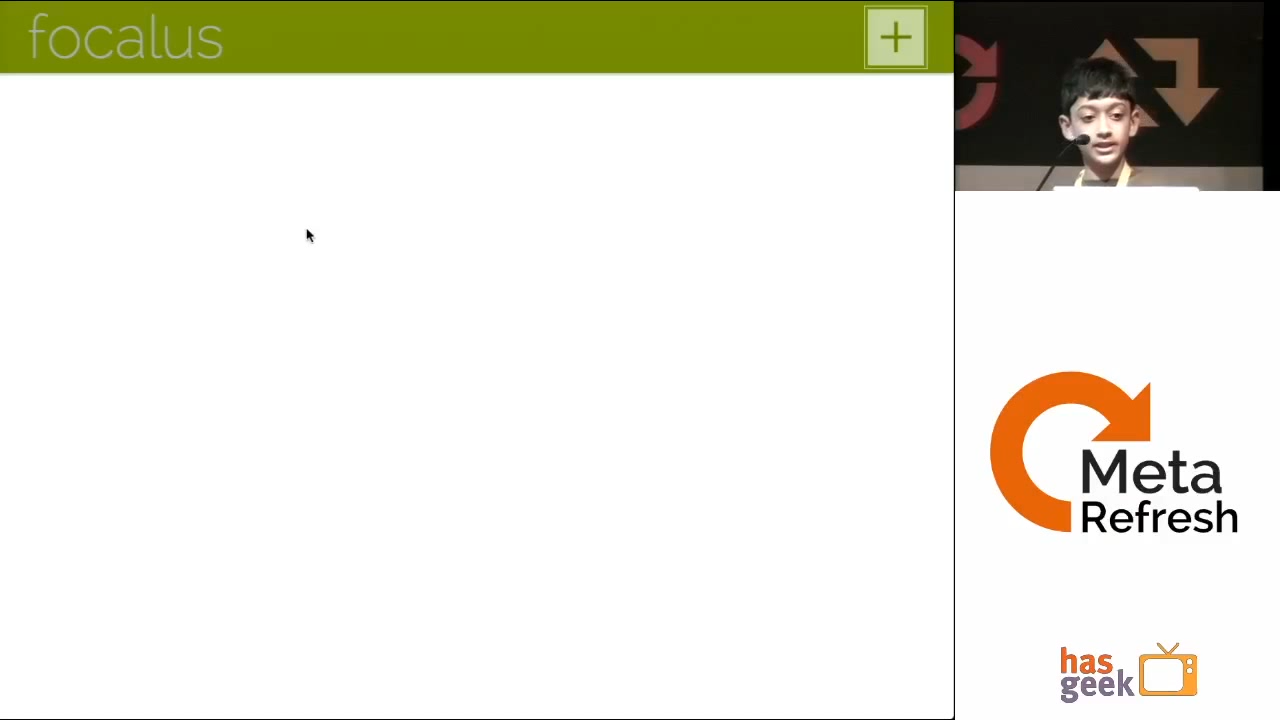 focalus
+
Meta
Refresh
has
geek